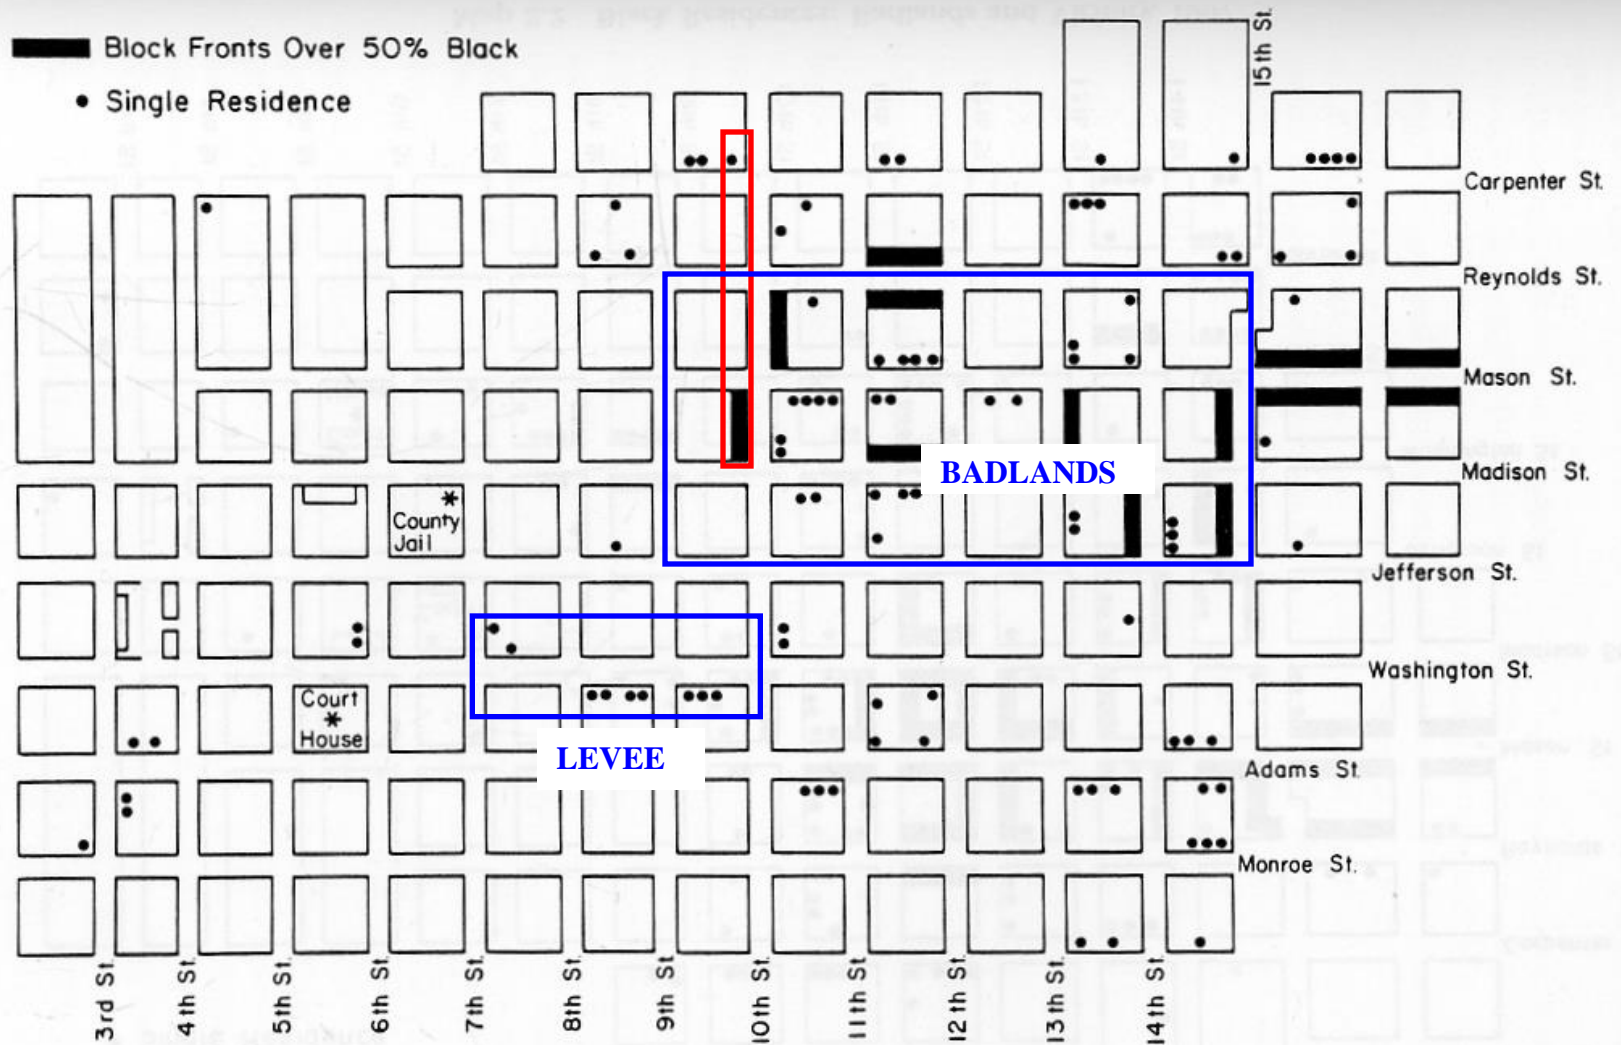 Block Fronts Over 50% Black
Single Residence
15th St.
Carpenter St.
Reynolds St.
Mason St.
Madison St.
BADLANDS
County
Jail
Jefferson St.
Washington St.
Court
House
LEVEE
Adams St.
Monroe St.
3rd St.
4th St.
5th St.
6th St.
7th St.
8th St.
9th St.
10th St.
11th St.
12th St.
13th St.
14th St.